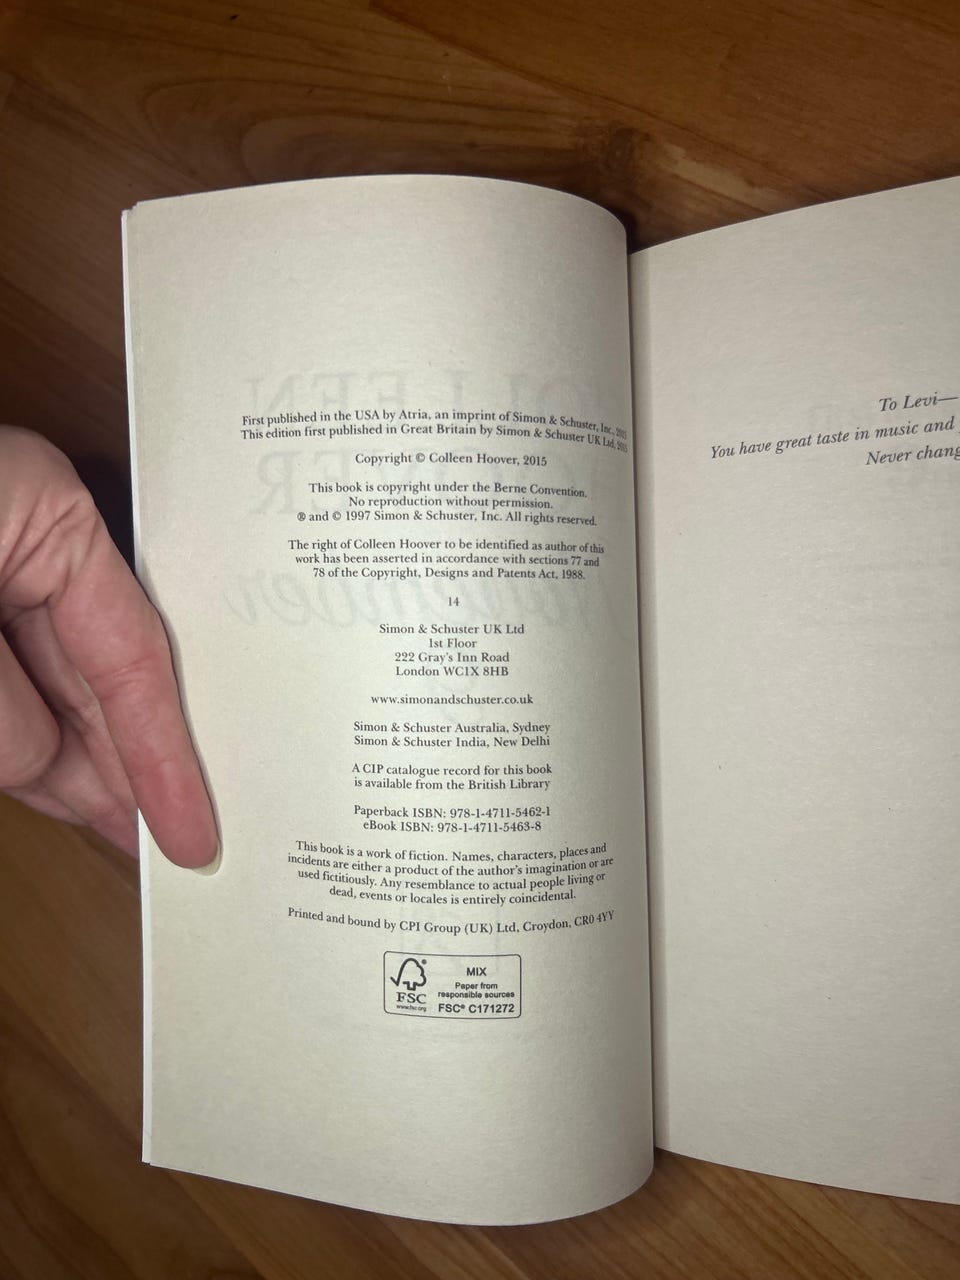 First published in the USA by Atria, an imprint of Simon & Schuster, Inc., 2015
This edition first published in Great Britain by Simon & Schuster UK Ltd, 2015
Copyright © Colleen Hoover, 2015
This book is copyright under the Berne Convention.
No reproduction without permission.
® and © 1997 Simon & Schuster, Inc. All rights reserved.
The right of Colleen Hoover to be identified as author of this
work has been asserted in accordance with sections 77 and
78 of the Copyright, Designs and Patents Act, 1988.
14
Simon & Schuster UK Ltd
1st Floor
222 Gray's Inn Road
London WC1X 8HB
www.simonandschuster.co.uk
Simon & Schuster Australia, Sydney
Simon & Schuster India, New Delhi
A CIP catalogue record for this book
is available from the British Library
Paperback ISBN: 978-1-4711-5462-1
eBook ISBN: 978-1-4711-5463-8
This book is a work of fiction. Names, characters, places and
incidents are either a product of the author's imagination or are
used fictitiously. Any resemblance to actual people living or
dead, events or locales is entirely coincidental.
Printed and bound by CPI Group (UK) Ltd, Croydon, CR0 4YY
FSC
www.fsc.org
MIX
Paper from
responsible sources
FSC® C171272
To Levi—
You have great taste in music and
Never chang